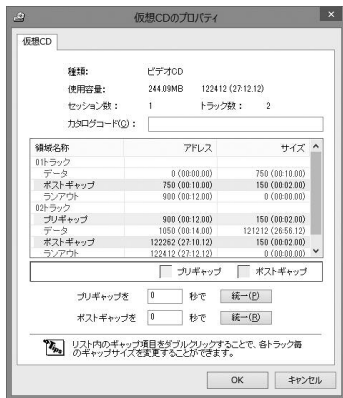 仮想CDのプロパティ
仮想CD
種類: ビデオCD
使用容量: 244.09MB 122412 (27:12.12)
セッション数: 1 トラック数: 2
カタログコード(C):
領域名称 アドレス サイズ
01トラック
データ 0 (00:00.00) 750 (00:10.00)
ポストギャップ 750 (00:10.00) 150 (00:02.00)
ランアウト 900 (00:12.00) 0 (00:00.00)
02トラック
プリギャップ 900 (00:12.00) 150 (00:02.00)
データ 1050 (00:14.00) 121212 (26:56.12)
ポストギャップ 122262 (27:10.12) 150 (00:02.00)
ランアウト 122412 (27:12.12) 0 (00:00.00)
プリギャップ ポストギャップ
プリギャップを 0 秒で 統一(P)
ポストギャップを 0 秒で 統一(R)
リスト内のギャップ項目をダブルクリックすることで、各トラック毎
のギャップサイズを変更することができます。
OK キャンセル